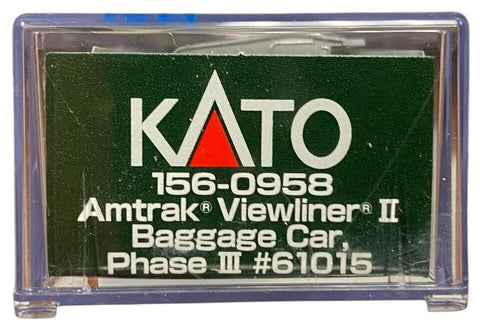 KATO
156-0958
Amtrak® Viewliner® II
Baggage Car,
Phase III #61015